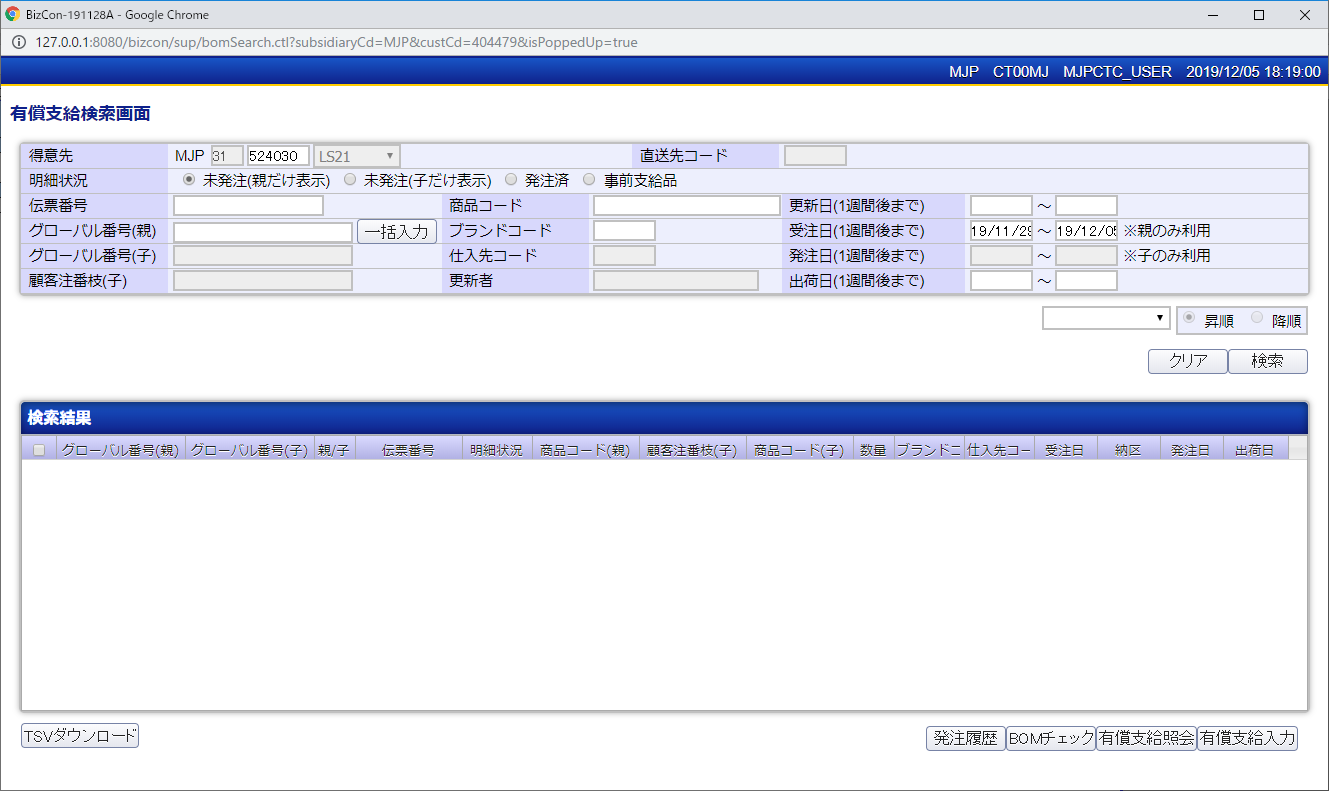 BizCon-191128A - Google Chrome
127.0.0.1:8080/bizcon/sup/bomSearch.ctl?subsidiaryCd=MJP&custCd=404479&isPoppedUp=true
MJP CT00MJ MJPCTC_USER 2019/12/05 18:19:00
有償支給検索画面
得意先 MJP 31 524030 LS21 直送先コード
明細状況 未発注(親だけ表示) 未発注(子だけ表示) 発注済 事前支給品
伝票番号 商品コード 更新日(1週間後まで) ～
グローバル番号(親) 一括入力 ブランドコード 受注日(1週間後まで) 19/11/29 ～ 19/12/05 ※親のみ利用
グローバル番号(子) 仕入先コード 発注日(1週間後まで) ～ ※子のみ利用
顧客注番枝(子) 更新者 出荷日(1週間後まで) ～
昇順 降順
クリア 検索
検索結果
グローバル番号(親) グローバル番号(子) 親/子 伝票番号 明細状況 商品コード(親) 顧客注番枝(子) 商品コード(子) 数量 ブランドコ 仕入先コー 受注日 納区 発注日 出荷日
TSVダウンロード 発注履歴 BOMチェック 有償支給照会 有償支給入力